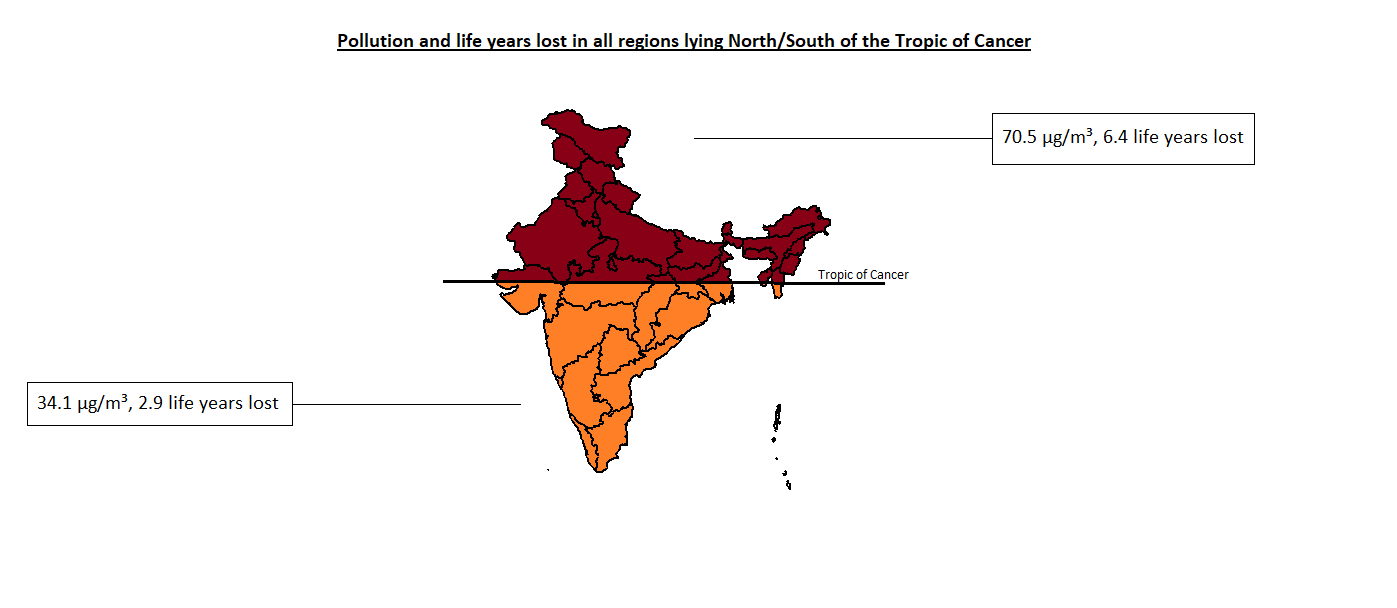 Pollution and life years lost in all regions lying North/South of the Tropic of Cancer
70.5 µg/m³, 6.4 life years lost
Tropic of Cancer
34.1 µg/m³, 2.9 life years lost